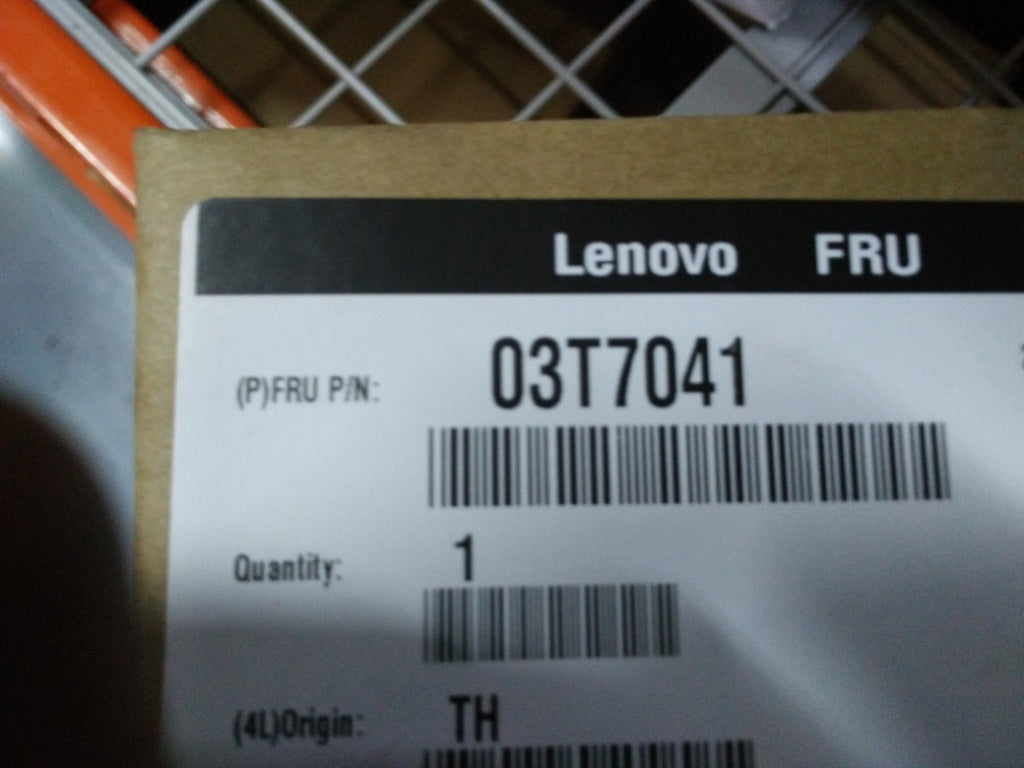 Lenovo FRU
(P)FRU P/N: 03T7041
Quantity: 1
(4L)Origin: TH